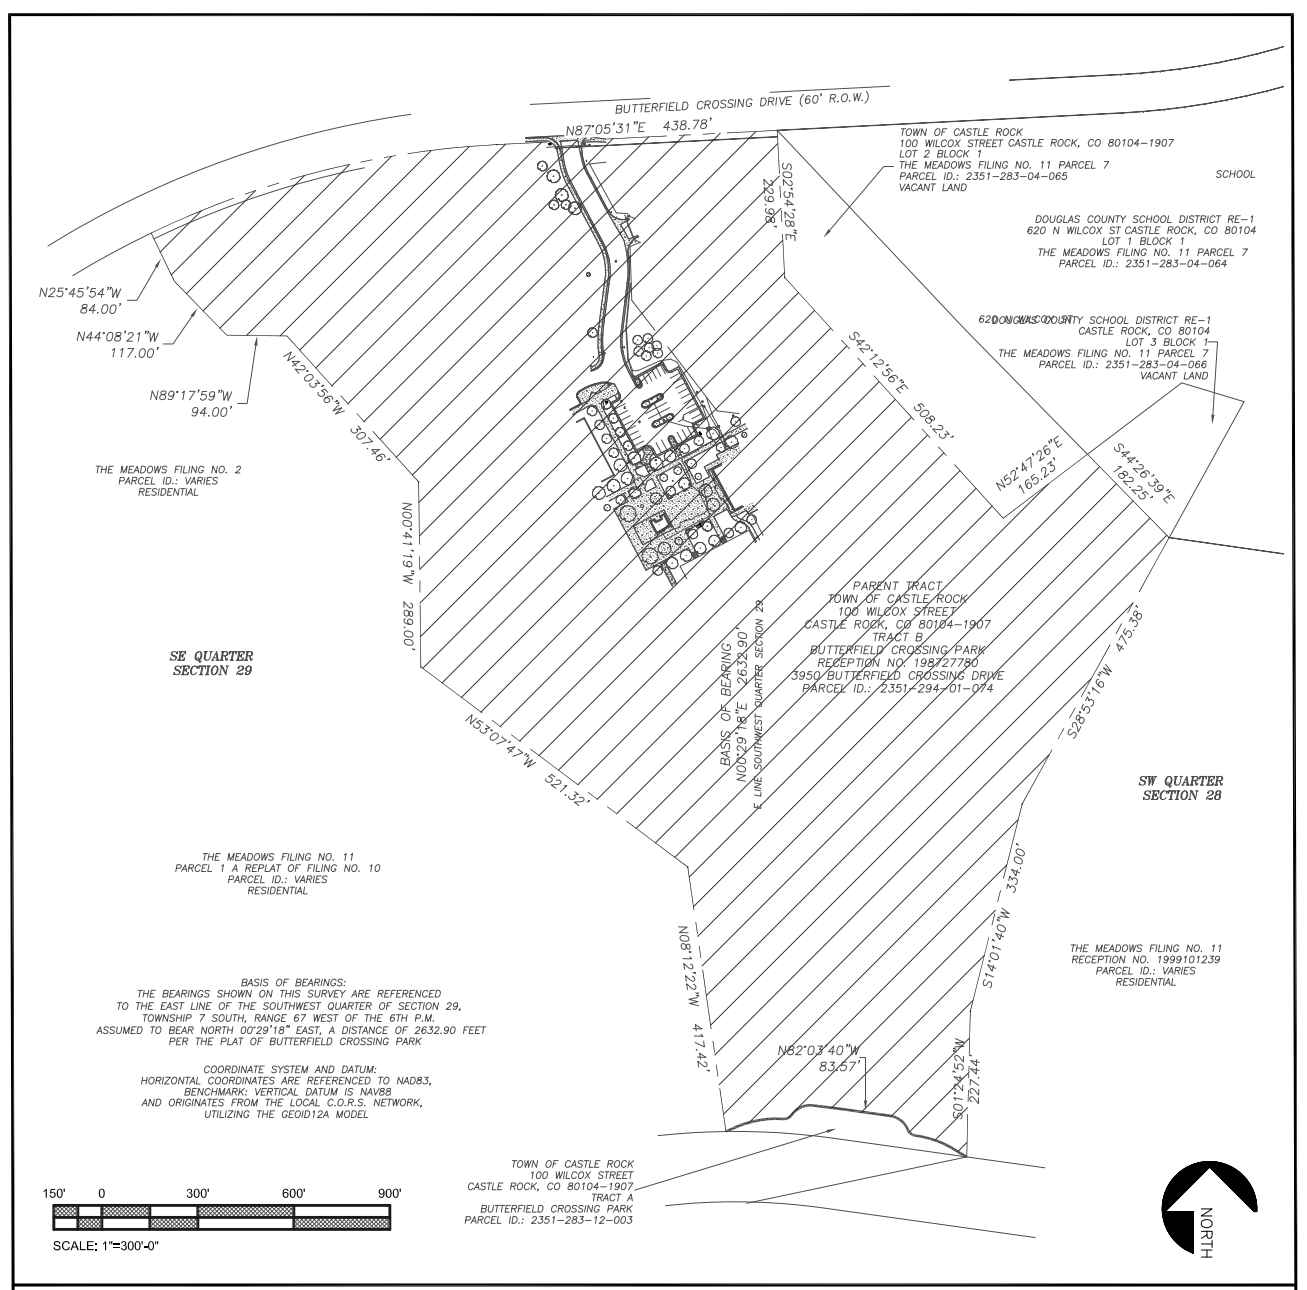 BUTTERFIELD CROSSING DRIVE (60' R.O.W.)
N87°05'31"E 438.78'
TOWN OF CASTLE ROCK
100 WILCOX STREET CASTLE ROCK, CO 80104-1907
LOT 2 BLOCK 1
THE MEADOWS FILING NO. 11 PARCEL 7
PARCEL ID.: 2351-283-04-065
VACANT LAND
SCHOOL
S02°54'28"E
229.98'
DOUGLAS COUNTY SCHOOL DISTRICT RE-1
620 N WILCOX ST CASTLE ROCK, CO 80104
LOT 1 BLOCK 1
THE MEADOWS FILING NO. 11 PARCEL 7
PARCEL ID.: 2351-283-04-064
N25°45'54"W
84.00'
N44°08'21"W
117.00'
N89°17'59"W
94.00'
N42°03'56"W 307.46'
620 N WILCOX ST
DOUGLAS COUNTY SCHOOL DISTRICT RE-1
CASTLE ROCK, CO 80104
LOT 3 BLOCK 1
THE MEADOWS FILING NO. 11 PARCEL 7
PARCEL ID.: 2351-283-04-066
VACANT LAND
S42°12'56"E 508.23'
N52°47'26"E
165.23'
S44°26'39"E
182.25'
THE MEADOWS FILING NO. 2
PARCEL ID.: VARIES
RESIDENTIAL
N00°41'19"W 289.00'
PARENT TRACT
TOWN OF CASTLE ROCK
100 WILCOX STREET
CASTLE ROCK, CO 80104-1907
TRACT B
BUTTERFIELD CROSSING PARK
RECEPTION NO. 198727780
3950 BUTTERFIELD CROSSING DRIVE
PARCEL ID.: 2351-294-01-074
BASIS OF BEARING
N00°29'18"E 2632.90'
E LINE SOUTHWEST QUARTER SECTION 29
S28°53'16"W 475.38'
SE QUARTER
SECTION 29
N53°07'47"W 521.32'
SW QUARTER
SECTION 28
THE MEADOWS FILING NO. 11
PARCEL 1 A REPLAT OF FILING NO. 10
PARCEL ID.: VARIES
RESIDENTIAL
S14°01'40"W 334.00'
N08°12'22"W 417.42'
THE MEADOWS FILING NO. 11
RECEPTION NO. 1999101239
PARCEL ID.: VARIES
RESIDENTIAL
BASIS OF BEARINGS:
THE BEARINGS SHOWN ON THIS SURVEY ARE REFERENCED
TO THE EAST LINE OF THE SOUTHWEST QUARTER OF SECTION 29,
TOWNSHIP 7 SOUTH, RANGE 67 WEST OF THE 6TH P.M.
ASSUMED TO BEAR NORTH 00°29'18" EAST, A DISTANCE OF 2632.90 FEET
PER THE PLAT OF BUTTERFIELD CROSSING PARK
COORDINATE SYSTEM AND DATUM:
HORIZONTAL COORDINATES ARE REFERENCED TO NAD83,
BENCHMARK: VERTICAL DATUM IS NAV88
AND ORIGINATES FROM THE LOCAL C.O.R.S. NETWORK,
UTILIZING THE GEOID12A MODEL
N82°03'40"W
83.57'
S01°24'52"W
227.44'
TOWN OF CASTLE ROCK
100 WILCOX STREET
CASTLE ROCK, CO 80104-1907
TRACT A
BUTTERFIELD CROSSING PARK
PARCEL ID.: 2351-283-12-003
150' 0 300' 600' 900'
SCALE: 1"=300'-0"
NORTH